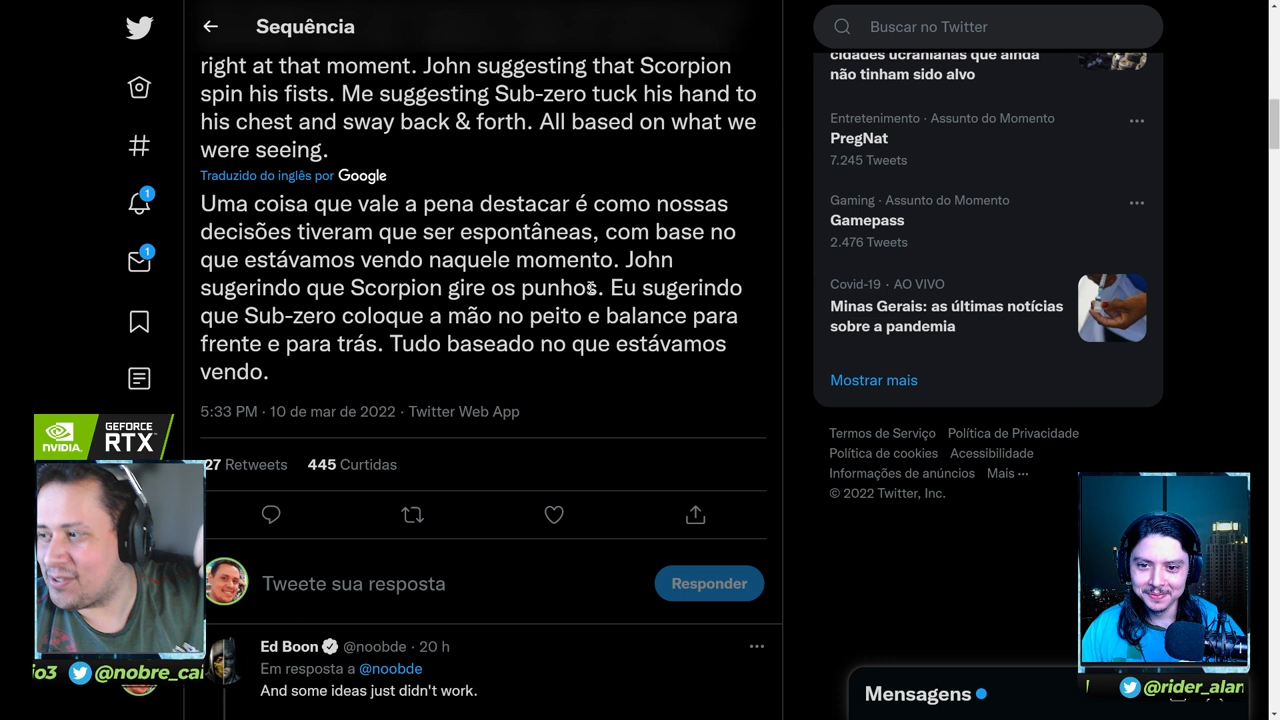 Sequência
right at that moment. John suggesting that Scorpion
spin his fists. Me suggesting Sub-zero tuck his hand to
his chest and sway back & forth. All based on what we
were seeing.
Traduzido do inglês por Google
Uma coisa que vale a pena destacar é como nossas
decisões tiveram que ser espontâneas, com base no
que estávamos vendo naquele momento. John
sugerindo que Scorpion gire os punhos. Eu sugerindo
que Sub-zero coloque a mão no peito e balance para
frente e para trás. Tudo baseado no que estávamos
vendo.
5:33 PM · 10 de mar de 2022 · Twitter Web App
27 Retweets 445 Curtidas
Tweete sua resposta
Responder
Ed Boon @noobde · 20 h
Em resposta a @noobde
And some ideas just didn't work.
Buscar no Twitter
cidades ucranianas que ainda
não tinham sido alvo
Entretenimento · Assunto do Momento
PregNat
7.245 Tweets
Gaming · Assunto do Momento
Gamepass
2.476 Tweets
Covid-19 · AO VIVO
Minas Gerais: as últimas notícias
sobre a pandemia
Mostrar mais
Termos de Serviço Política de Privacidade
Política de cookies Acessibilidade
Informações de anúncios Mais ···
© 2022 Twitter, Inc.
Mensagens
1
1
NVIDIA.
GEFORCE
RTX
io3 @nobre_cai
@rider_alan